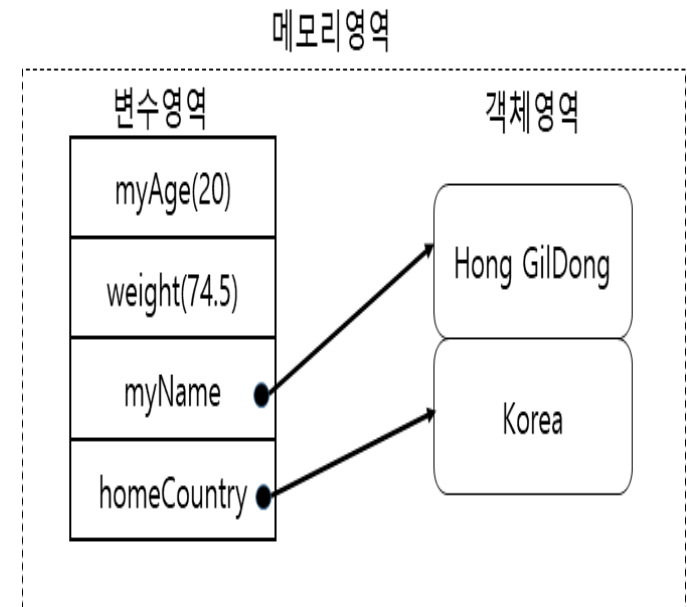 메모리영역
변수영역
객체영역
myAge(20)
weight(74.5)
myName
homeCountry
Hong GilDong
Korea